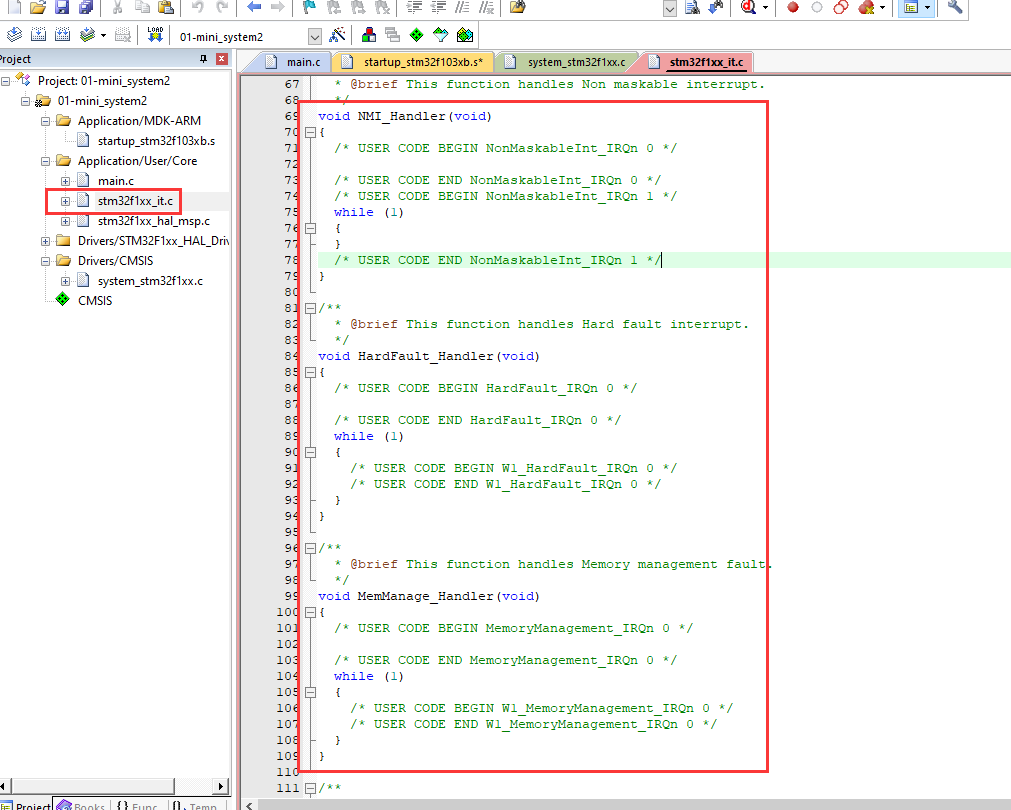 LOAD
01-mini_system2
Project
Project: 01-mini_system2
01-mini_system2
Application/MDK-ARM
startup_stm32f103xb.s
Application/User/Core
main.c
stm32f1xx_it.c
stm32f1xx_hal_msp.c
Drivers/STM32F1xx_HAL_Driv
Drivers/CMSIS
system_stm32f1xx.c
CMSIS
Project
Books
{} Func
Temp
main.c
startup_stm32f103xb.s*
system_stm32f1xx.c
stm32f1xx_it.c
67 * @brief This function handles Non maskable interrupt.
68 */
69 void NMI_Handler(void)
70 {
71 /* USER CODE BEGIN NonMaskableInt_IRQn 0 */
72
73 /* USER CODE END NonMaskableInt_IRQn 0 */
74 /* USER CODE BEGIN NonMaskableInt_IRQn 1 */
75 while (1)
76 {
77 }
78 /* USER CODE END NonMaskableInt_IRQn 1 */
79 }
80
81 /**
82 * @brief This function handles Hard fault interrupt.
83 */
84 void HardFault_Handler(void)
85 {
86 /* USER CODE BEGIN HardFault_IRQn 0 */
87
88 /* USER CODE END HardFault_IRQn 0 */
89 while (1)
90 {
91 /* USER CODE BEGIN W1_HardFault_IRQn 0 */
92 /* USER CODE END W1_HardFault_IRQn 0 */
93 }
94 }
95
96 /**
97 * @brief This function handles Memory management fault.
98 */
99 void MemManage_Handler(void)
100 {
101 /* USER CODE BEGIN MemoryManagement_IRQn 0 */
102
103 /* USER CODE END MemoryManagement_IRQn 0 */
104 while (1)
105 {
106 /* USER CODE BEGIN W1_MemoryManagement_IRQn 0 */
107 /* USER CODE END W1_MemoryManagement_IRQn 0 */
108 }
109 }
110
111 /**